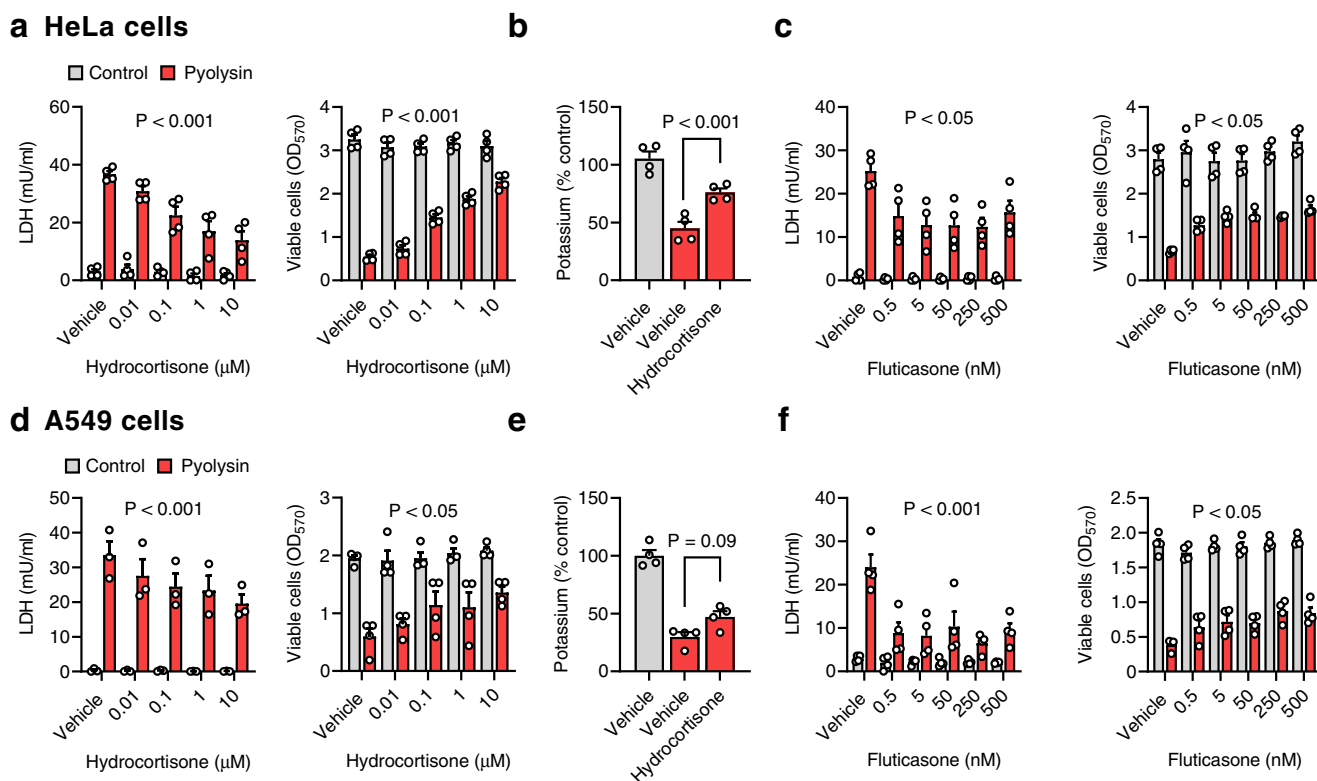 a HeLa cells
b
c
Control Pyolysin
60
40
20
0
LDH (mU/ml)
P < 0.001
Vehicle 0.01 0.1 1 10
Hydrocortisone (μM)
4
3
2
1
0
Viable cells (OD570)
P < 0.001
Vehicle 0.01 0.1 1 10
Hydrocortisone (μM)
150
100
50
0
Potassium (% control)
P < 0.001
Vehicle Vehicle Hydrocortisone
40
30
20
10
0
LDH (mU/ml)
P < 0.05
Vehicle 0.5 5 50 250 500
Fluticasone (nM)
4
3
2
1
0
Viable cells (OD570)
P < 0.05
Vehicle 0.5 5 50 250 500
Fluticasone (nM)
d A549 cells
e
f
Control Pyolysin
50
40
30
20
10
0
LDH (mU/ml)
P < 0.001
Vehicle 0.01 0.1 1 10
Hydrocortisone (μM)
3
2
1
0
Viable cells (OD570)
P < 0.05
Vehicle 0.01 0.1 1 10
Hydrocortisone (μM)
150
100
50
0
Potassium (% control)
P = 0.09
Vehicle Vehicle Hydrocortisone
40
30
20
10
0
LDH (mU/ml)
P < 0.001
Vehicle 0.5 5 50 250 500
Fluticasone (nM)
2.5
2.0
1.5
1.0
0.5
0
Viable cells (OD570)
P < 0.05
Vehicle 0.5 5 50 250 500
Fluticasone (nM)